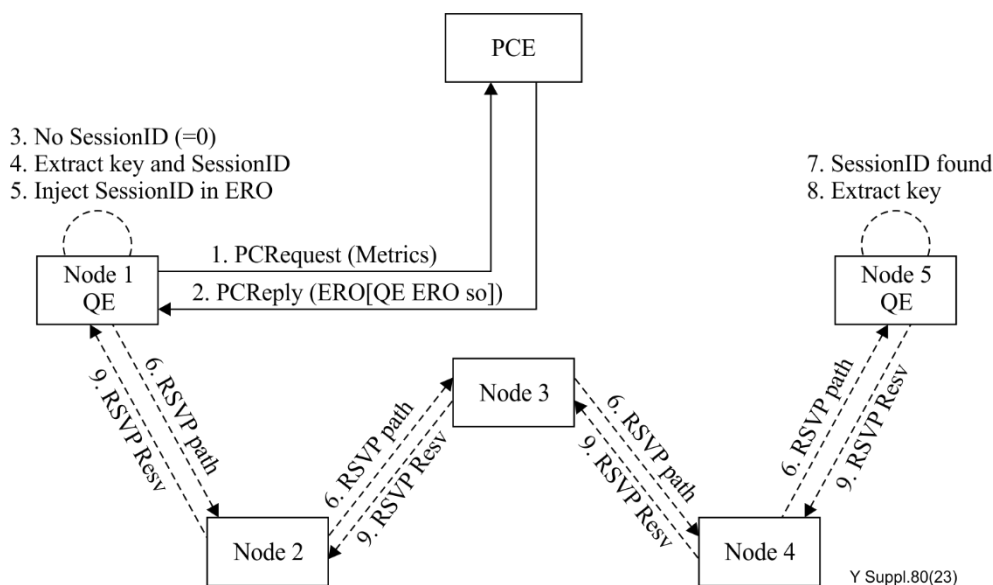 PCE
3. No SessionID (=0)
4. Extract key and SessionID
5. Inject SessionID in ERO
7. SessionID found
8. Extract key
1. PCRequest (Metrics)
2. PCReply (ERO[QE ERO so])
Node 1
QE
Node 5
QE
6. RSVP path
9. RSVP Resv
6. RSVP path
9. RSVP Resv
Node 3
6. RSVP path
9. RSVP Resv
6. RSVP path
9. RSVP Resv
Node 2
Node 4
Y Suppl.80(23)